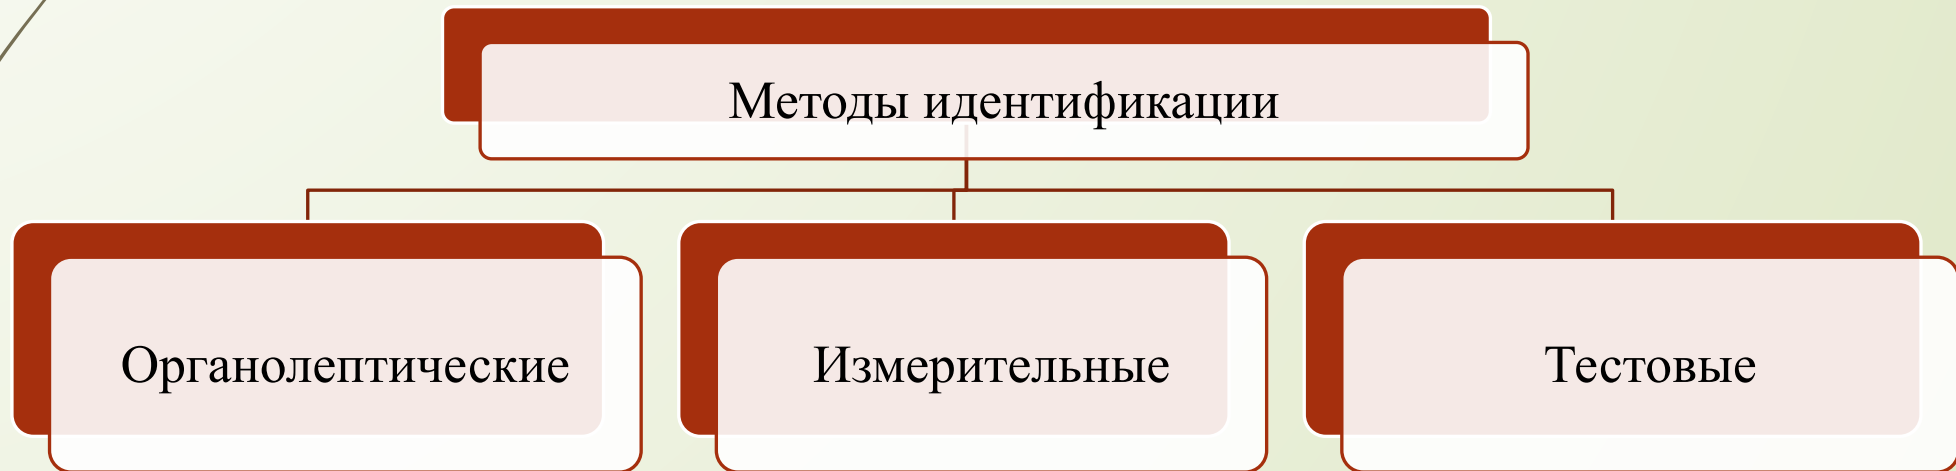 Методы идентификации
Органолептические
Измерительные
Тестовые